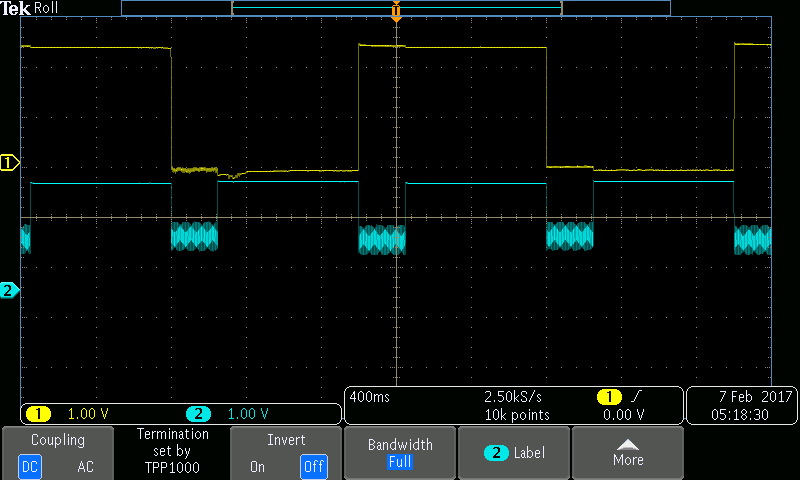 Tek Roll
T
1
2
1 1.00 V 2 1.00 V
400ms 2.50kS/s 1
10k points 0.00 V
7 Feb 2017
05:18:30
Coupling
DC AC
Termination
set by
TPP1000
Invert
On Off
Bandwidth
Full
2 Label
More